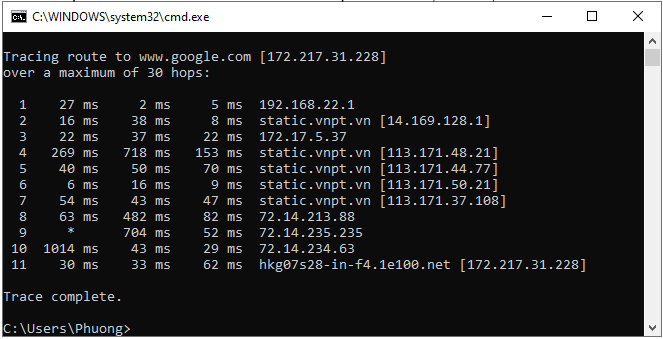 C:\WINDOWS\system32\cmd.exe
Tracing route to www.google.com [172.217.31.228]
over a maximum of 30 hops:
1 27 ms 2 ms 5 ms 192.168.22.1
2 16 ms 38 ms 8 ms static.vnpt.vn [14.169.128.1]
3 22 ms 37 ms 22 ms 172.17.5.37
4 269 ms 718 ms 153 ms static.vnpt.vn [113.171.48.21]
5 40 ms 50 ms 70 ms static.vnpt.vn [113.171.44.77]
6 6 ms 16 ms 9 ms static.vnpt.vn [113.171.50.21]
7 54 ms 43 ms 47 ms static.vnpt.vn [113.171.37.108]
8 63 ms 482 ms 82 ms 72.14.213.88
9 * 704 ms 52 ms 72.14.235.235
10 1014 ms 43 ms 29 ms 72.14.234.63
11 30 ms 33 ms 62 ms hkg07s28-in-f4.1e100.net [172.217.31.228]
Trace complete.
C:\Users\Phuong>